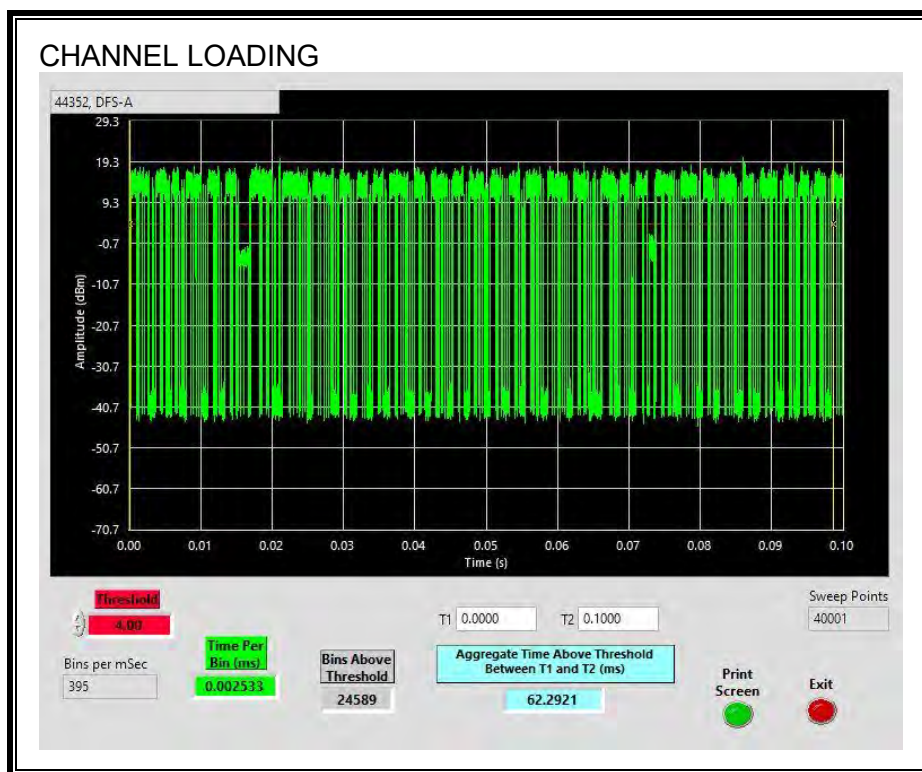 CHANNEL LOADING
44352, DFS-A
29.3
19.3
9.3
-0.7
-10.7
-20.7
-30.7
-40.7
-50.7
-60.7
-70.7
Amplitude (dBm)
0.00 0.01 0.02 0.03 0.04 0.05 0.06 0.07 0.08 0.09 0.10
Time (s)
Threshold
4.00
T1 0.0000 T2 0.1000
Sweep Points
40001
Bins per mSec
395
Time Per
Bin (ms)
0.002533
Bins Above
Threshold
24589
Aggregate Time Above Threshold
Between T1 and T2 (ms)
62.2921
Print
Screen
Exit